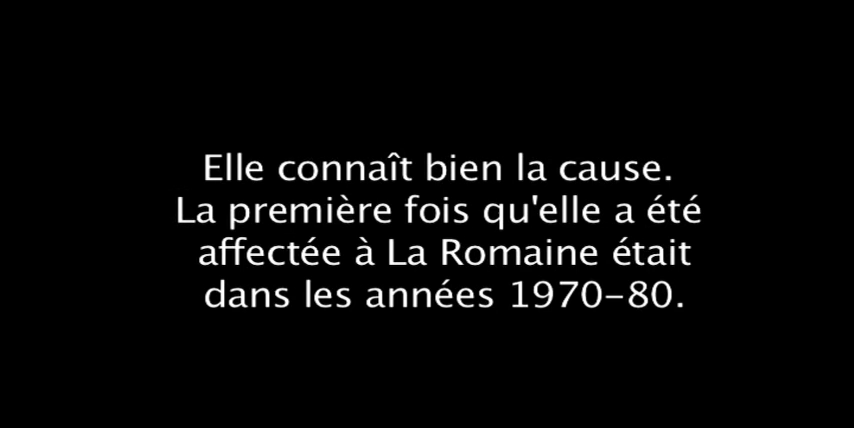 Elle connaît bien la cause.
La première fois qu'elle a été
affectée à La Romaine était
dans les années 1970-80.